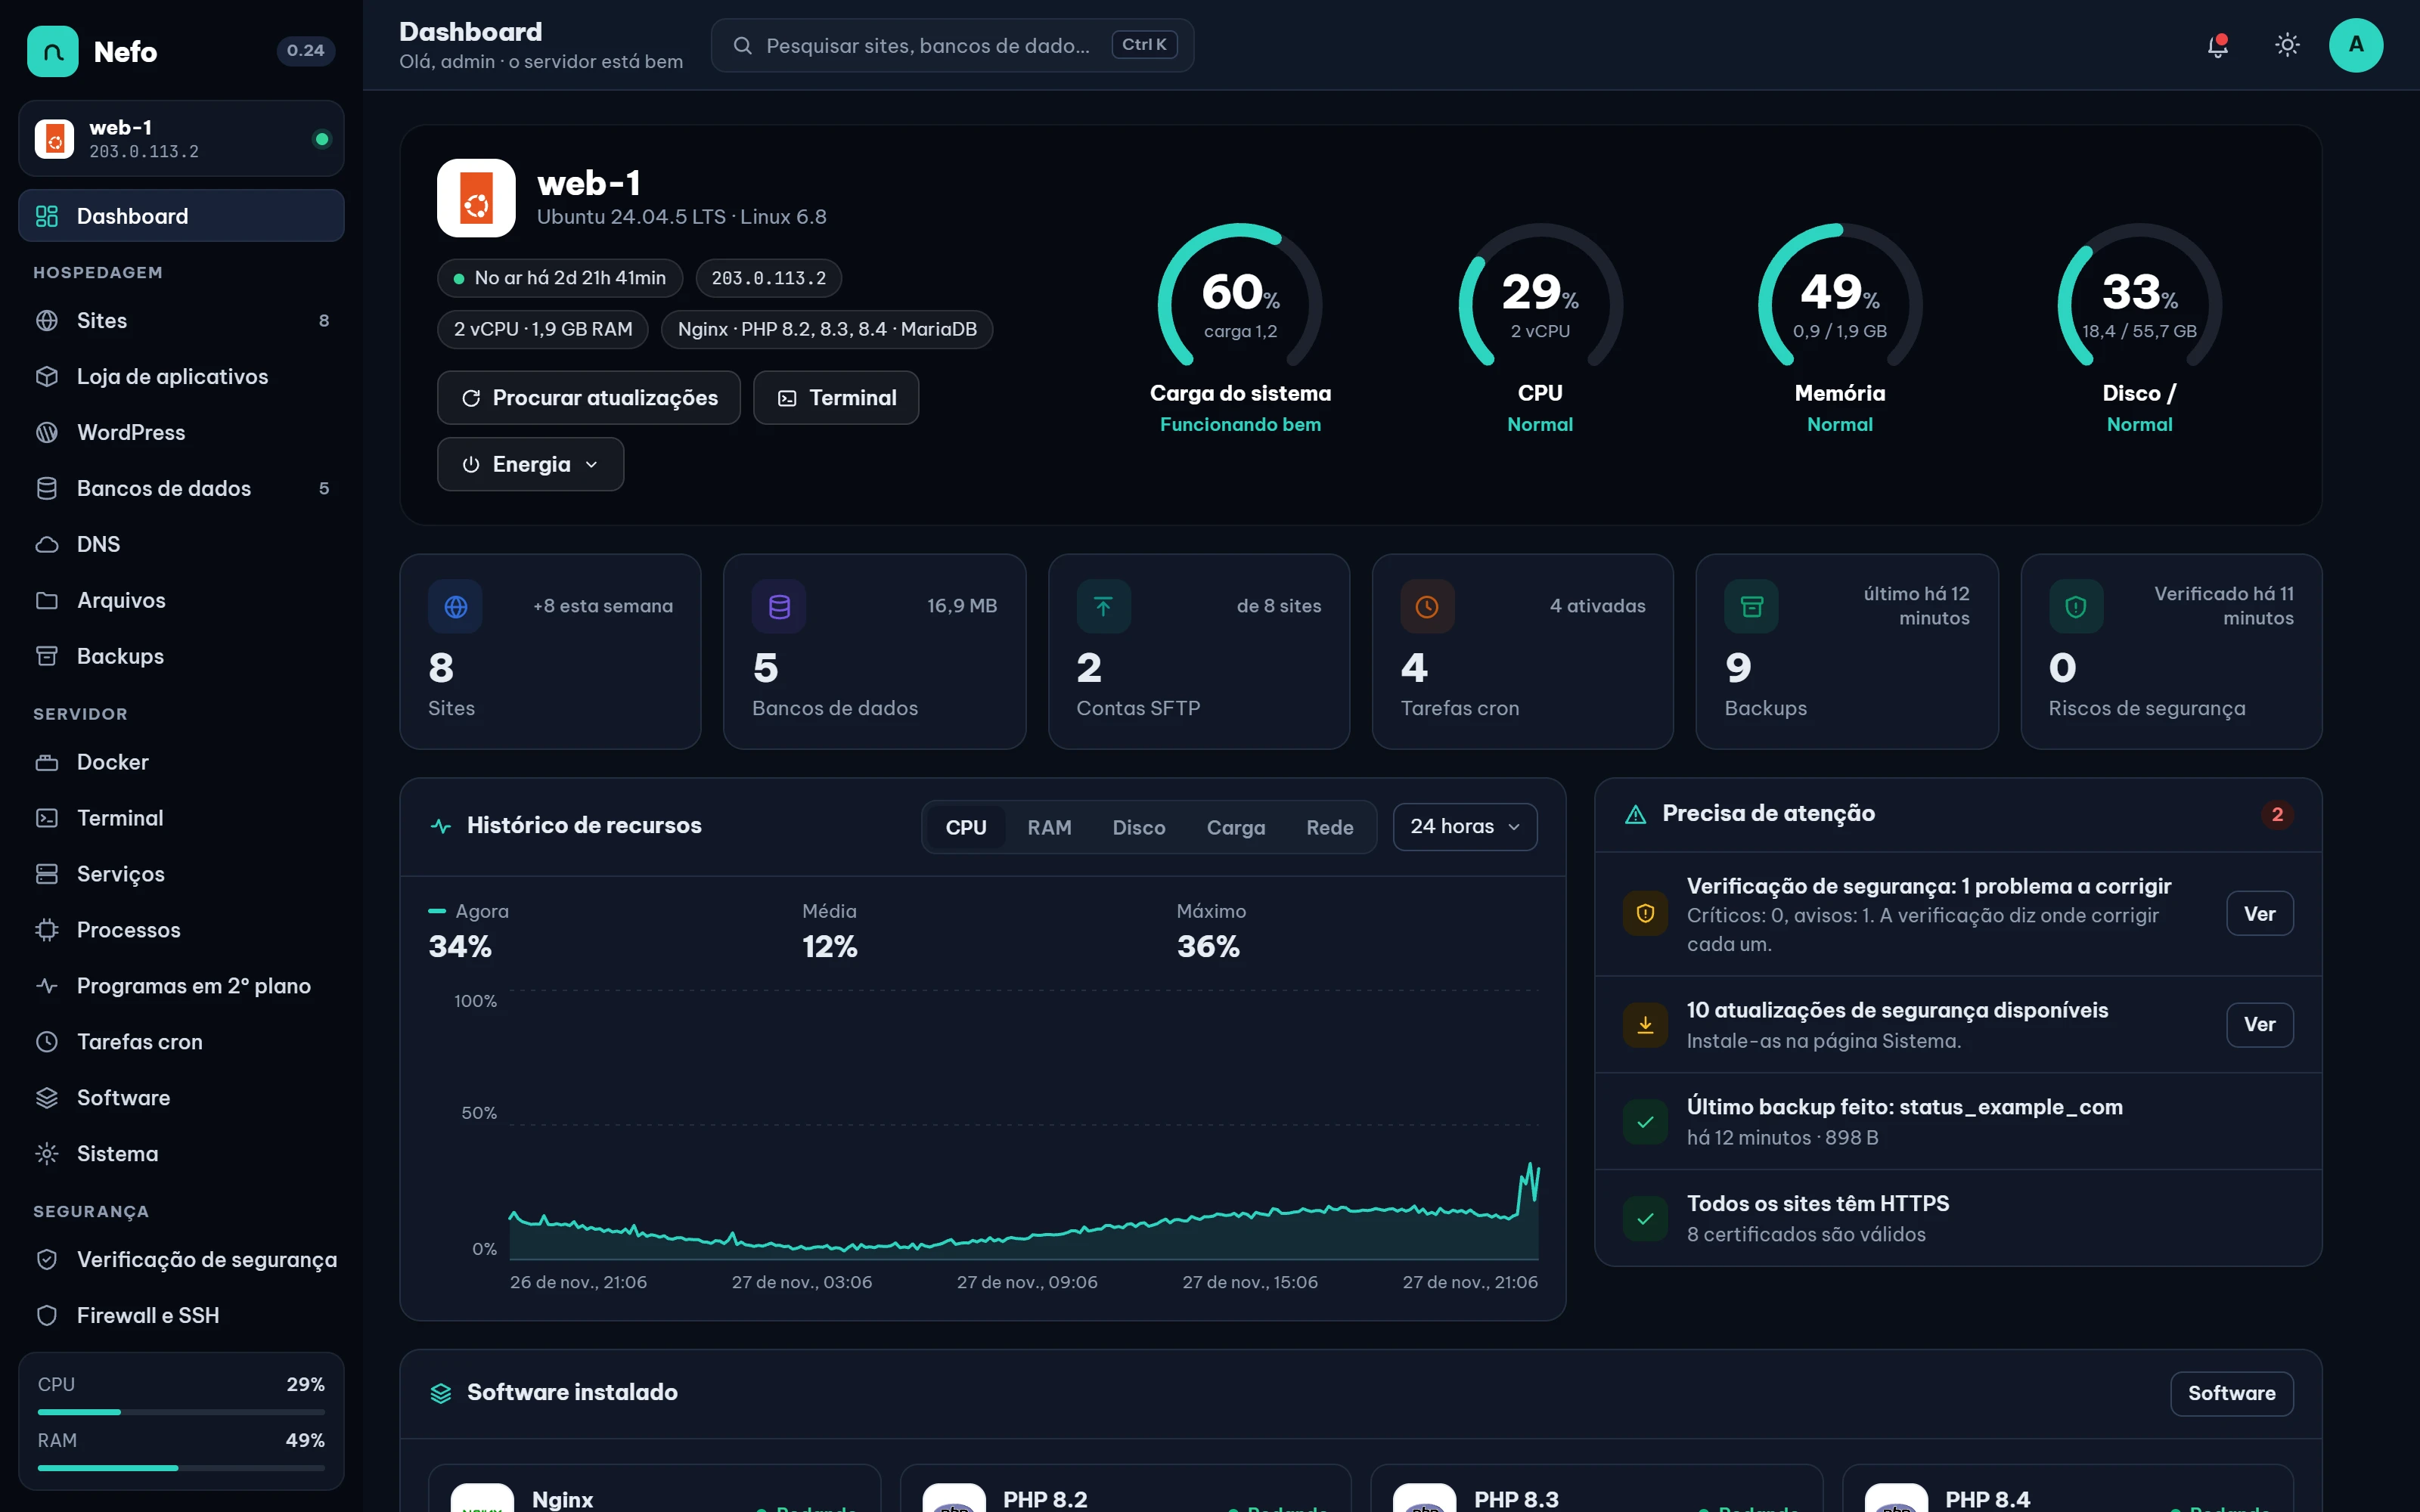 Nefo
0.24
web-1
203.0.113.2
Dashboard
HOSPEDAGEM
Sites 8
Loja de aplicativos
WordPress
Bancos de dados 5
DNS
Arquivos
Backups
SERVIDOR
Docker
Terminal
Serviços
Processos
Programas em 2º plano
Tarefas cron
Software
Sistema
SEGURANÇA
Verificação de segurança
Firewall e SSH
CPU 29%
RAM 49%
Dashboard
Olá, admin · o servidor está bem
Pesquisar sites, bancos de dado... Ctrl K
A
web-1
Ubuntu 24.04.5 LTS · Linux 6.8
No ar há 2d 21h 41min
203.0.113.2
2 vCPU · 1,9 GB RAM
Nginx · PHP 8.2, 8.3, 8.4 · MariaDB
Procurar atualizações
Terminal
Energia
60%
carga 1,2
Carga do sistema
Funcionando bem
29%
2 vCPU
CPU
Normal
49%
0,9 / 1,9 GB
Memória
Normal
33%
18,4 / 55,7 GB
Disco /
Normal
+8 esta semana
8
Sites
16,9 MB
5
Bancos de dados
de 8 sites
2
Contas SFTP
4 ativadas
4
Tarefas cron
último há 12
minutos
9
Backups
Verificado há 11
minutos
0
Riscos de segurança
Histórico de recursos
CPU RAM Disco Carga Rede
24 horas
Agora
34%
Média
12%
Máximo
36%
100%
50%
0%
26 de nov., 21:06
27 de nov., 03:06
27 de nov., 09:06
27 de nov., 15:06
27 de nov., 21:06
Precisa de atenção
2
Verificação de segurança: 1 problema a corrigir
Críticos: 0, avisos: 1. A verificação diz onde corrigir
cada um.
Ver
10 atualizações de segurança disponíveis
Instale-as na página Sistema.
Ver
Último backup feito: status_example_com
há 12 minutos · 898 B
Todos os sites têm HTTPS
8 certificados são válidos
Software instalado
Software
Nginx
PHP 8.2
PHP 8.3
PHP 8.4